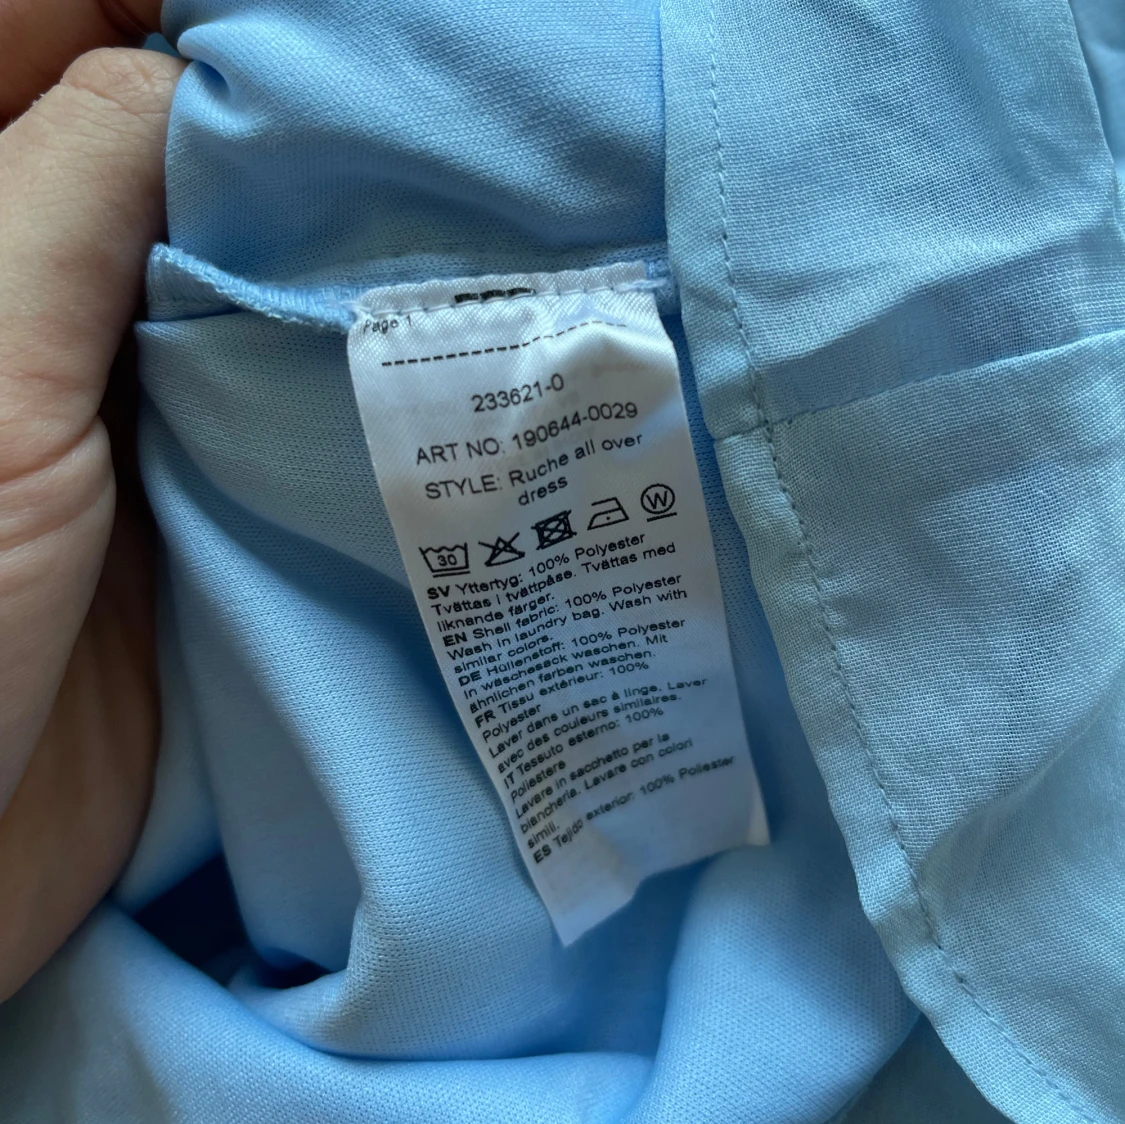 Page 1
233621-0
ART NO: 190644-0029
STYLE: Ruche all over
dress
30
W
SV Yttertyg: 100% Polyester
Tvättas i tvättpåse. Tvättas med
liknande färger.
EN Shell fabric: 100% Polyester
Wash in laundry bag. Wash with
similar colors.
DE Hüllenstoff: 100% Polyester
In wäschesack waschen. Mit
ähnlichen farben waschen.
FR Tissu extérieur: 100%
Polyester
Laver dans un sac à linge. Laver
avec des couleurs similaires.
IT Tessuto esterno: 100%
Poliestere
Lavare in sacchetto per la
biancheria. Lavare con colori
simili.
ES Tejido exterior: 100% Poliester